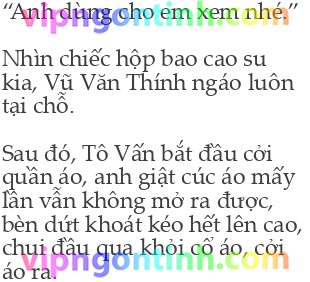 “Anh dùng cho em xem nhé.”
vipngontinh.com
Nhìn chiếc hộp bao cao su
kia, Vũ Văn Thính ngáo luôn
tại chỗ.
Sau đó, Tô Vấn bắt đầu cởi
quần áo, anh giật cúc áo mấy
lần vẫn không mở ra được,
bèn dứt khoát kéo hết lên cao,
chui đầu qua khỏi cổ áo, cởi
vipngontinh.com
áo ra.